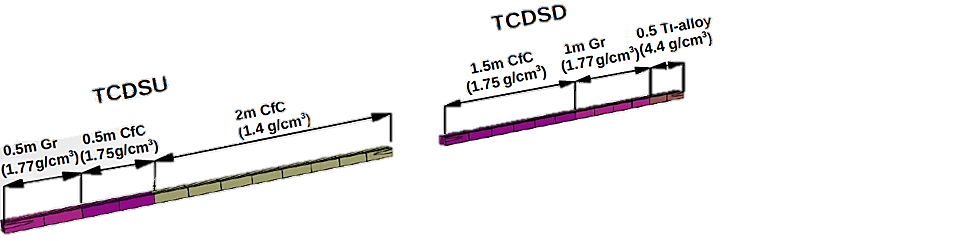 TCDSU
0.5m Gr
(1.77g/cm³)
0.5m CfC
(1.75g/cm³)
2m CfC
(1.4 g/cm³)
TCDSD
1.5m CfC
(1.75 g/cm³)
1m Gr
(1.77g/cm³)
0.5 Ti-alloy
(4.4 g/cm³)